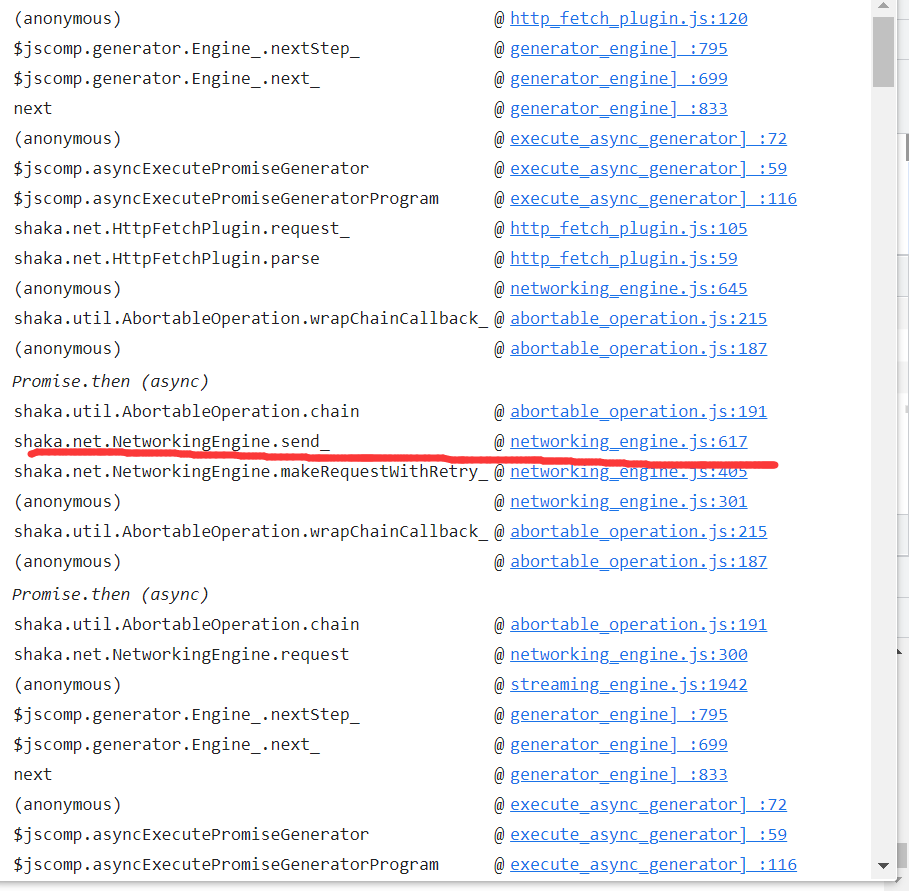 (anonymous) @ http_fetch_plugin.js:120
$jscomp.generator.Engine_.nextStep_ @ generator_engine] :795
$jscomp.generator.Engine_.next_ @ generator_engine] :699
next @ generator_engine] :833
(anonymous) @ execute_async_generator] :72
$jscomp.asyncExecutePromiseGenerator @ execute_async_generator] :59
$jscomp.asyncExecutePromiseGeneratorProgram @ execute_async_generator] :116
shaka.net.HttpFetchPlugin.request_ @ http_fetch_plugin.js:105
shaka.net.HttpFetchPlugin.parse @ http_fetch_plugin.js:59
(anonymous) @ networking_engine.js:645
shaka.util.AbortableOperation.wrapChainCallback_ @ abortable_operation.js:215
(anonymous) @ abortable_operation.js:187
Promise.then (async)
shaka.util.AbortableOperation.chain @ abortable_operation.js:191
shaka.net.NetworkingEngine.send_ @ networking_engine.js:617
shaka.net.NetworkingEngine.makeRequestWithRetry_ @ networking_engine.js:405
(anonymous) @ networking_engine.js:301
shaka.util.AbortableOperation.wrapChainCallback_ @ abortable_operation.js:215
(anonymous) @ abortable_operation.js:187
Promise.then (async)
shaka.util.AbortableOperation.chain @ abortable_operation.js:191
shaka.net.NetworkingEngine.request @ networking_engine.js:300
(anonymous) @ streaming_engine.js:1942
$jscomp.generator.Engine_.nextStep_ @ generator_engine] :795
$jscomp.generator.Engine_.next_ @ generator_engine] :699
next @ generator_engine] :833
(anonymous) @ execute_async_generator] :72
$jscomp.asyncExecutePromiseGenerator @ execute_async_generator] :59
$jscomp.asyncExecutePromiseGeneratorProgram @ execute_async_generator] :116